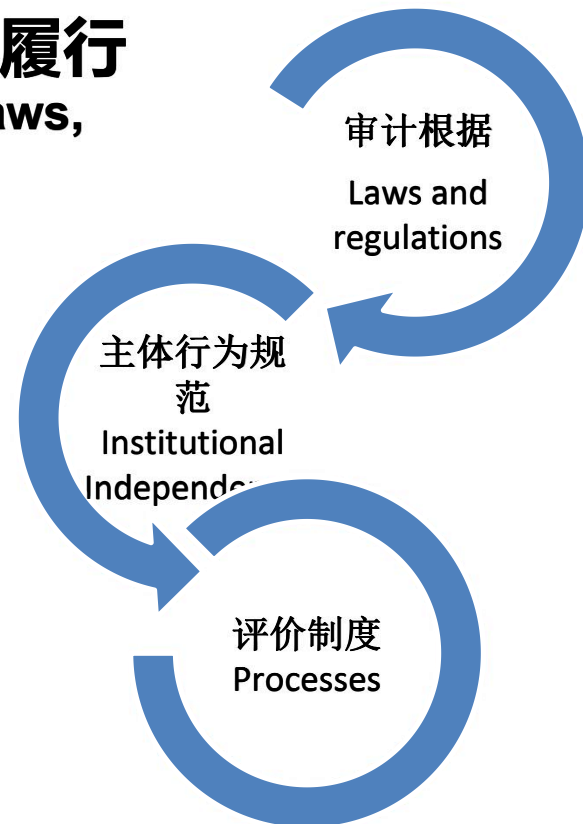 履行
aws,
审计根据
Laws and
regulations
主体行为规
范
Institutional
评价制度
Processes